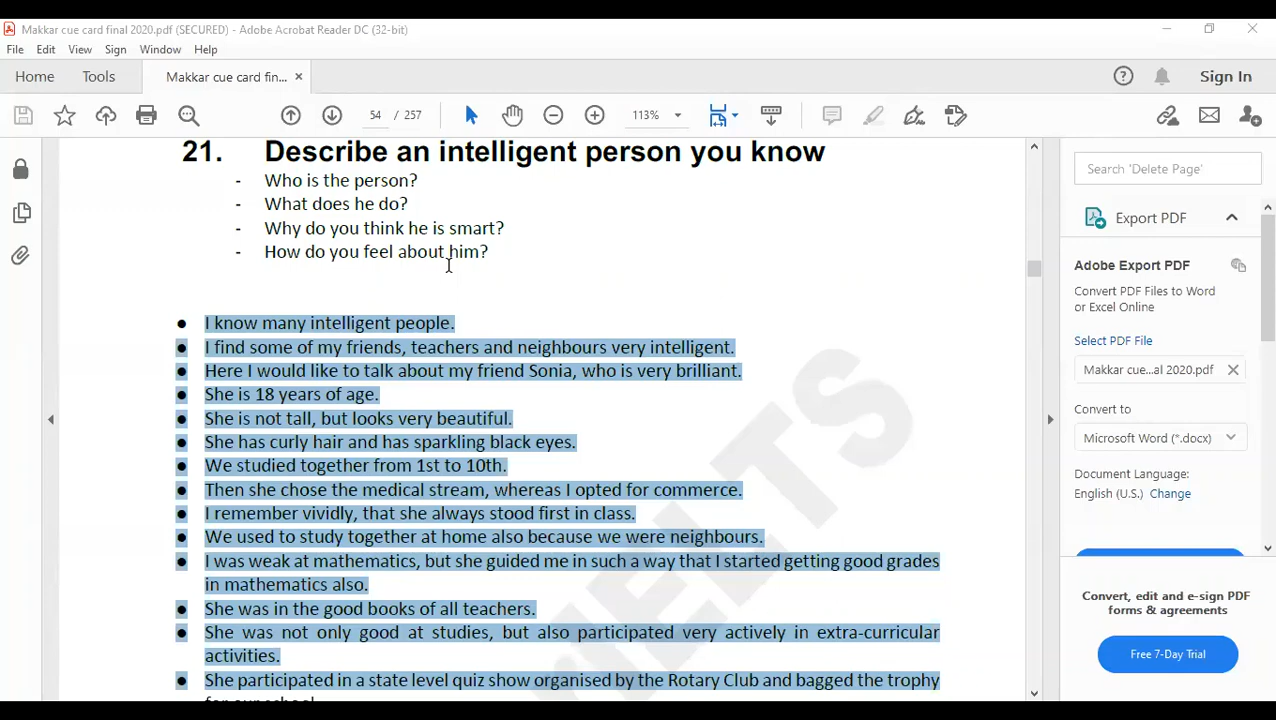 Makkar cue card final 2020.pdf (SECURED) - Adobe Acrobat Reader DC (32-bit)
File Edit View Sign Window Help
Home Tools Makkar cue card fin... × Sign In
54 / 257 113%
21. Describe an intelligent person you know
- Who is the person?
- What does he do?
- Why do you think he is smart?
- How do you feel about him?
● I know many intelligent people.
● I find some of my friends, teachers and neighbours very intelligent.
● Here I would like to talk about my friend Sonia, who is very brilliant.
● She is 18 years of age.
● She is not tall, but looks very beautiful.
● She has curly hair and has sparkling black eyes.
● We studied together from 1st to 10th.
● Then she chose the medical stream, whereas I opted for commerce.
● I remember vividly, that she always stood first in class.
● We used to study together at home also because we were neighbours.
● I was weak at mathematics, but she guided me in such a way that I started getting good grades
in mathematics also.
● She was in the good books of all teachers.
● She was not only good at studies, but also participated very actively in extra-curricular
activities.
● She participated in a state level quiz show organised by the Rotary Club and bagged the trophy
for our school
IELTS
Search 'Delete Page'
Export PDF
Adobe Export PDF
Convert PDF Files to Word
or Excel Online
Select PDF File
Makkar cue...al 2020.pdf ×
Convert to
Microsoft Word (*.docx)
Document Language:
English (U.S.) Change
Convert, edit and e-sign PDF
forms & agreements
Free 7-Day Trial